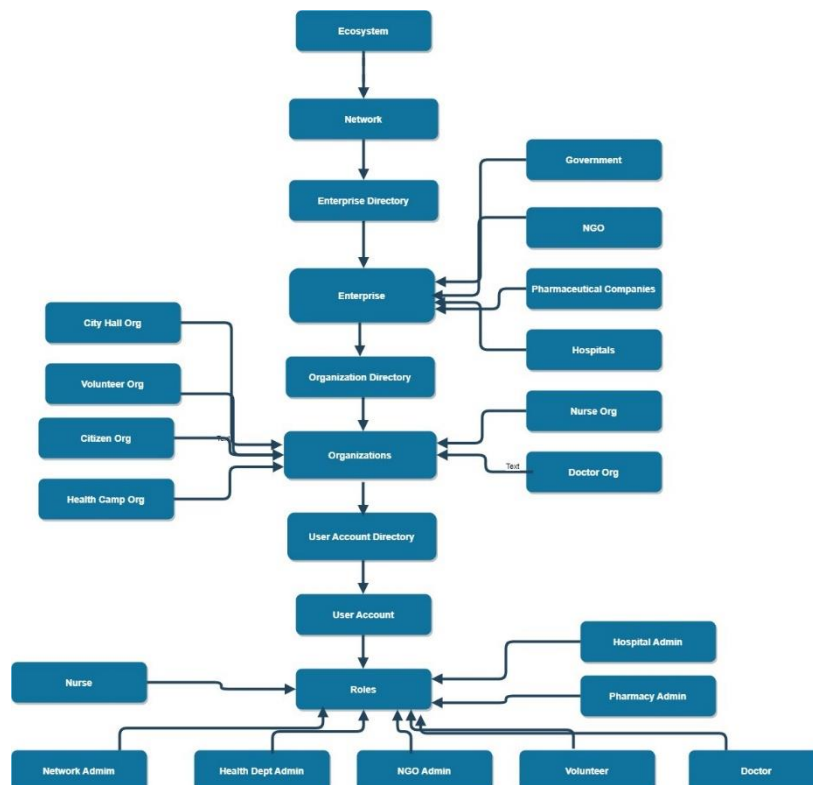 Ecosystem
Network
Government
Enterprise Directory
NGO
Enterprise
Pharmaceutical Companies
City Hall Org
Hospitals
Organization Directory
Volunteer Org
Nurse Org
Citizen Org
Text
Organizations
Text
Doctor Org
Health Camp Org
User Account Directory
User Account
Hospital Admin
Nurse
Roles
Pharmacy Admin
Network Admim
Health Dept Admin
NGO Admin
Volunteer
Doctor